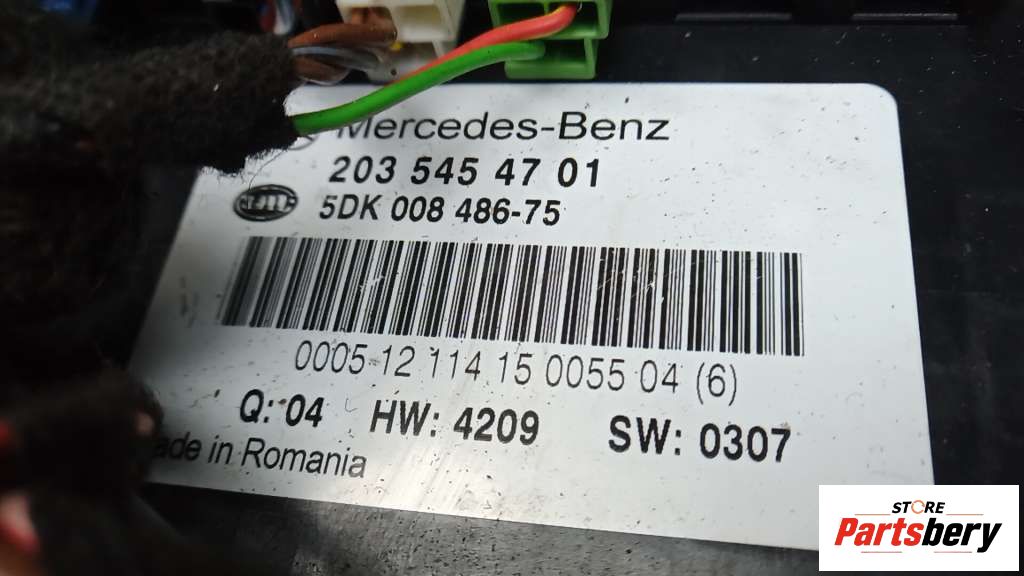 Mercedes-Benz
203 545 47 01
5DK 008 486-75
0005 12 114 15 0055 04 (6)
Q: 04 HW: 4209 SW: 0307
ade in Romania
STORE
Partsbery